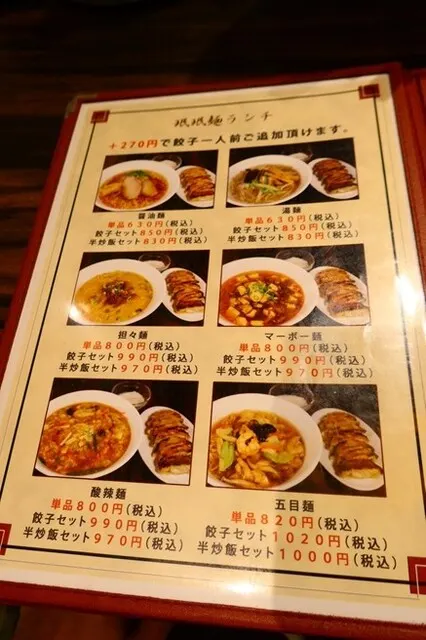 珉珉麺ランチ
+270円で餃子一人前ご追加頂けます。
醤油麺
単品630円(税込)
餃子セット850円(税込)
半炒飯セット830円(税込)
湯麺
単品630円(税込)
餃子セット850円(税込)
半炒飯セット830円(税込)
担々麺
単品800円(税込)
餃子セット990円(税込)
半炒飯セット970円(税込)
マーボー麺
単品800円(税込)
餃子セット990円(税込)
半炒飯セット970円(税込)
酸辣麺
単品800円(税込)
餃子セット990円(税込)
半炒飯セット970円(税込)
五目麺
単品820円(税込)
餃子セット1020円(税込)
半炒飯セット1000円(税込)